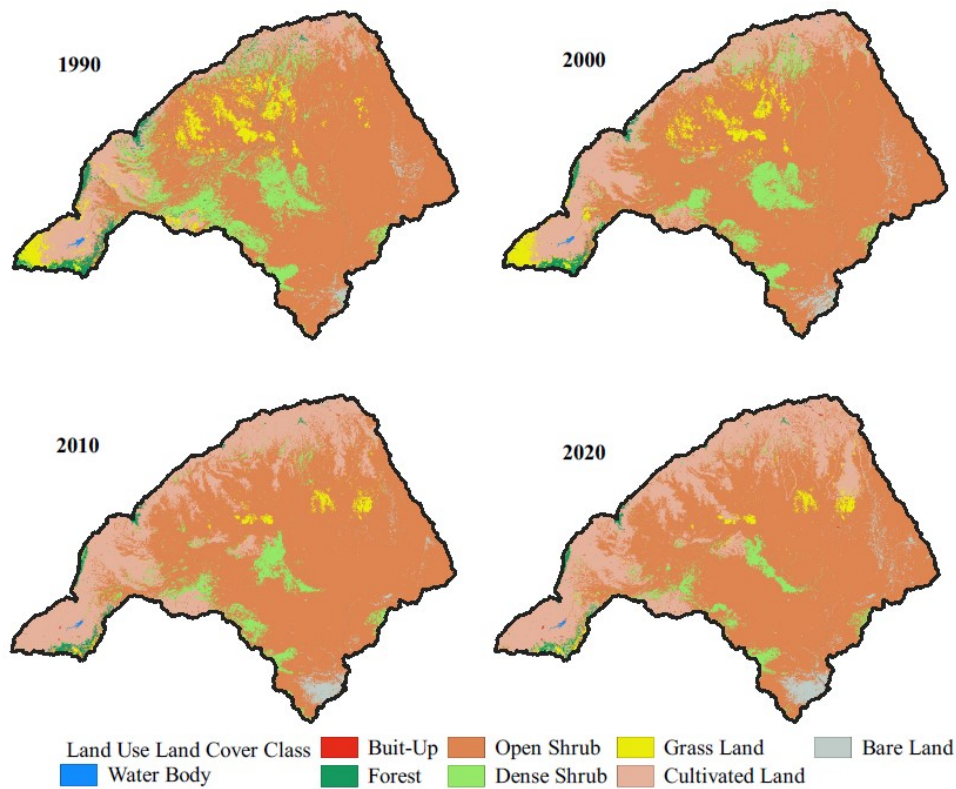 1990
2000
2010
2020
Land Use Land Cover Class
Buit-Up
Open Shrub
Grass Land
Bare Land
Water Body
Forest
Dense Shrub
Cultivated Land